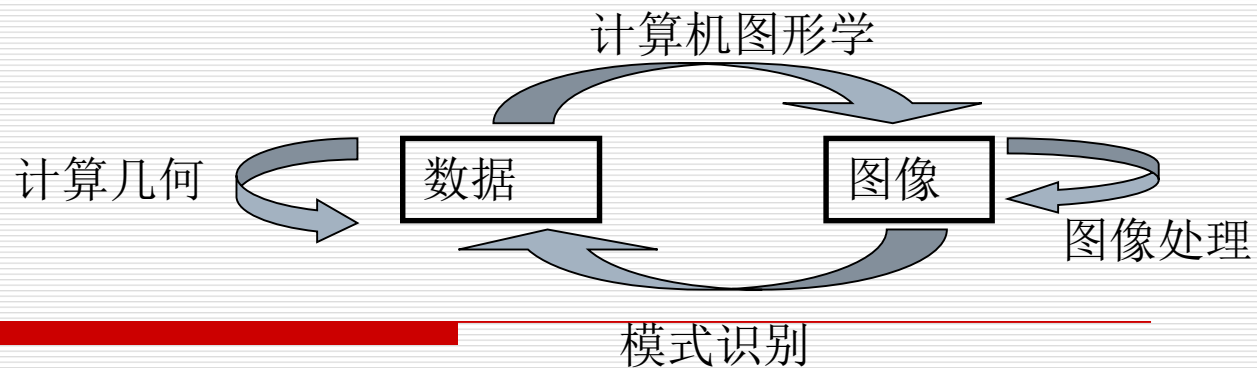 计算机图形学
计算几何
数据
图像
图像处理
模式识别